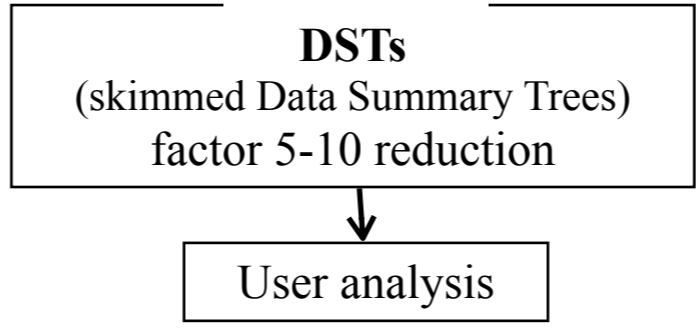 DSTs
(skimmed Data Summary Trees)
factor 5-10 reduction
User analysis